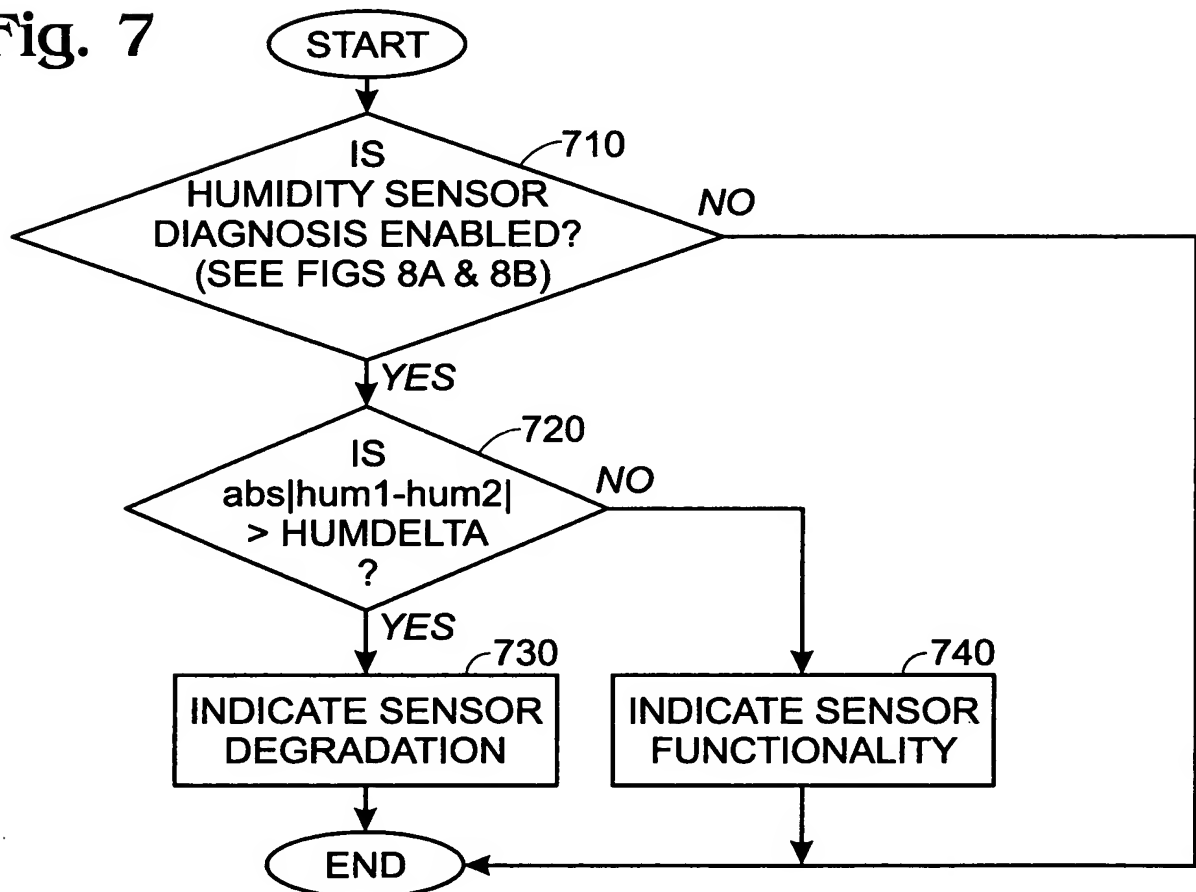 Fig. 7
START
710
IS
HUMIDITY SENSOR
DIAGNOSIS ENABLED?
(SEE FIGS 8A & 8B)
NO
YES
720
IS
abs|hum1-hum2|
> HUMDELTA
?
NO
YES
730
INDICATE SENSOR
DEGRADATION
740
INDICATE SENSOR
FUNCTIONALITY
END